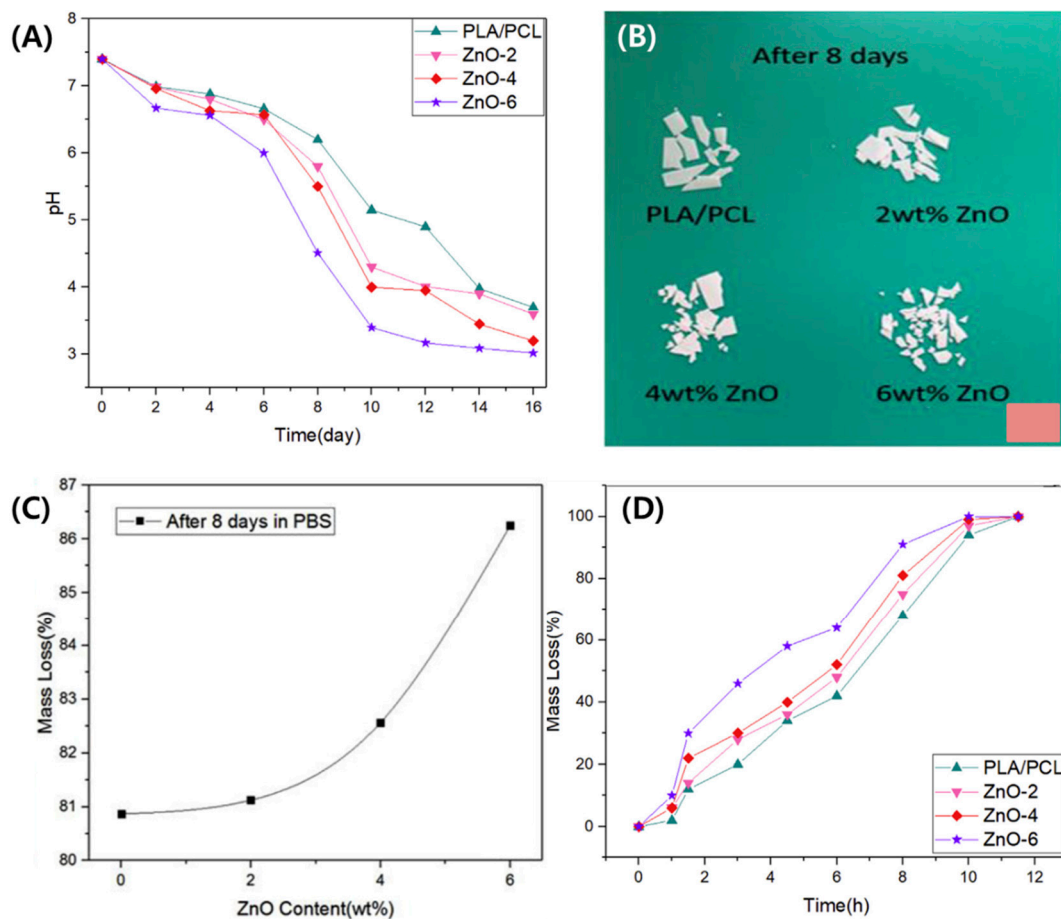 (A)
8
7
6
5
4
3
pH
0 2 4 6 8 10 12 14 16
Time(day)
PLA/PCL
ZnO-2
ZnO-4
ZnO-6
(B)
After 8 days
PLA/PCL
2wt% ZnO
4wt% ZnO
6wt% ZnO
(C)
87
86
85
84
83
82
81
80
Mass Loss(%)
After 8 days in PBS
0 2 4 6
ZnO Content(wt%)
(D)
100
80
60
40
20
0
Mass Loss(%)
PLA/PCL
ZnO-2
ZnO-4
ZnO-6
0 2 4 6 8 10 12
Time(h)